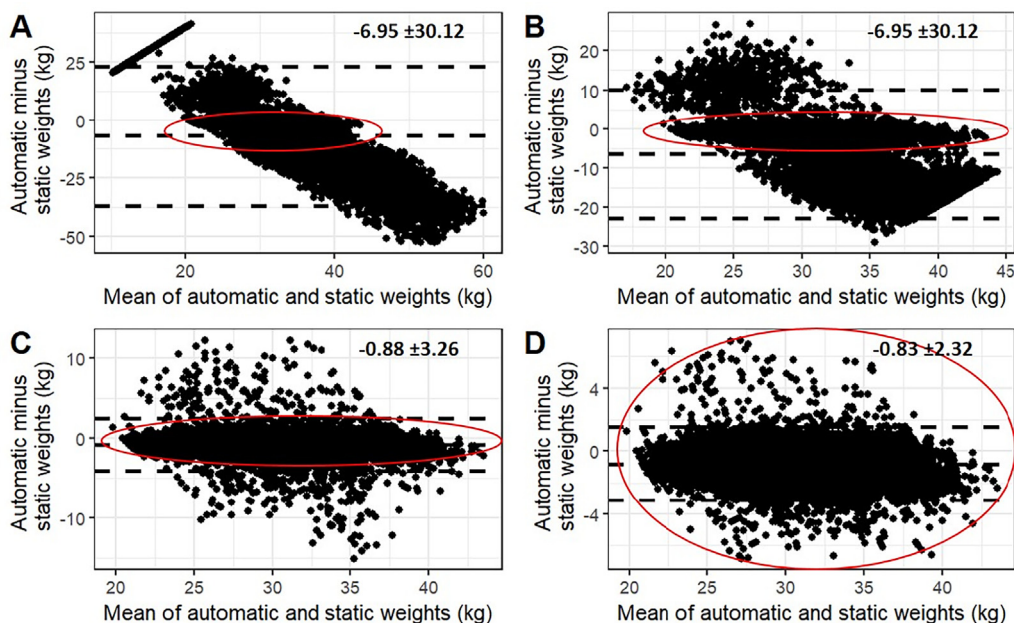 A
-6.95 ±30.12
Automatic minus
static weights (kg)
25
0
-25
-50
20
40
60
Mean of automatic and static weights (kg)
B
-6.95 ±30.12
Automatic minus
static weights (kg)
20
10
0
-10
-20
-30
20
25
30
35
40
45
Mean of automatic and static weights (kg)
C
-0.88 ±3.26
Automatic minus
static weights (kg)
10
0
-10
20
25
30
35
40
Mean of automatic and static weights (kg)
D
-0.83 ±2.32
Automatic minus
static weights (kg)
4
0
-4
20
25
30
35
40
Mean of automatic and static weights (kg)